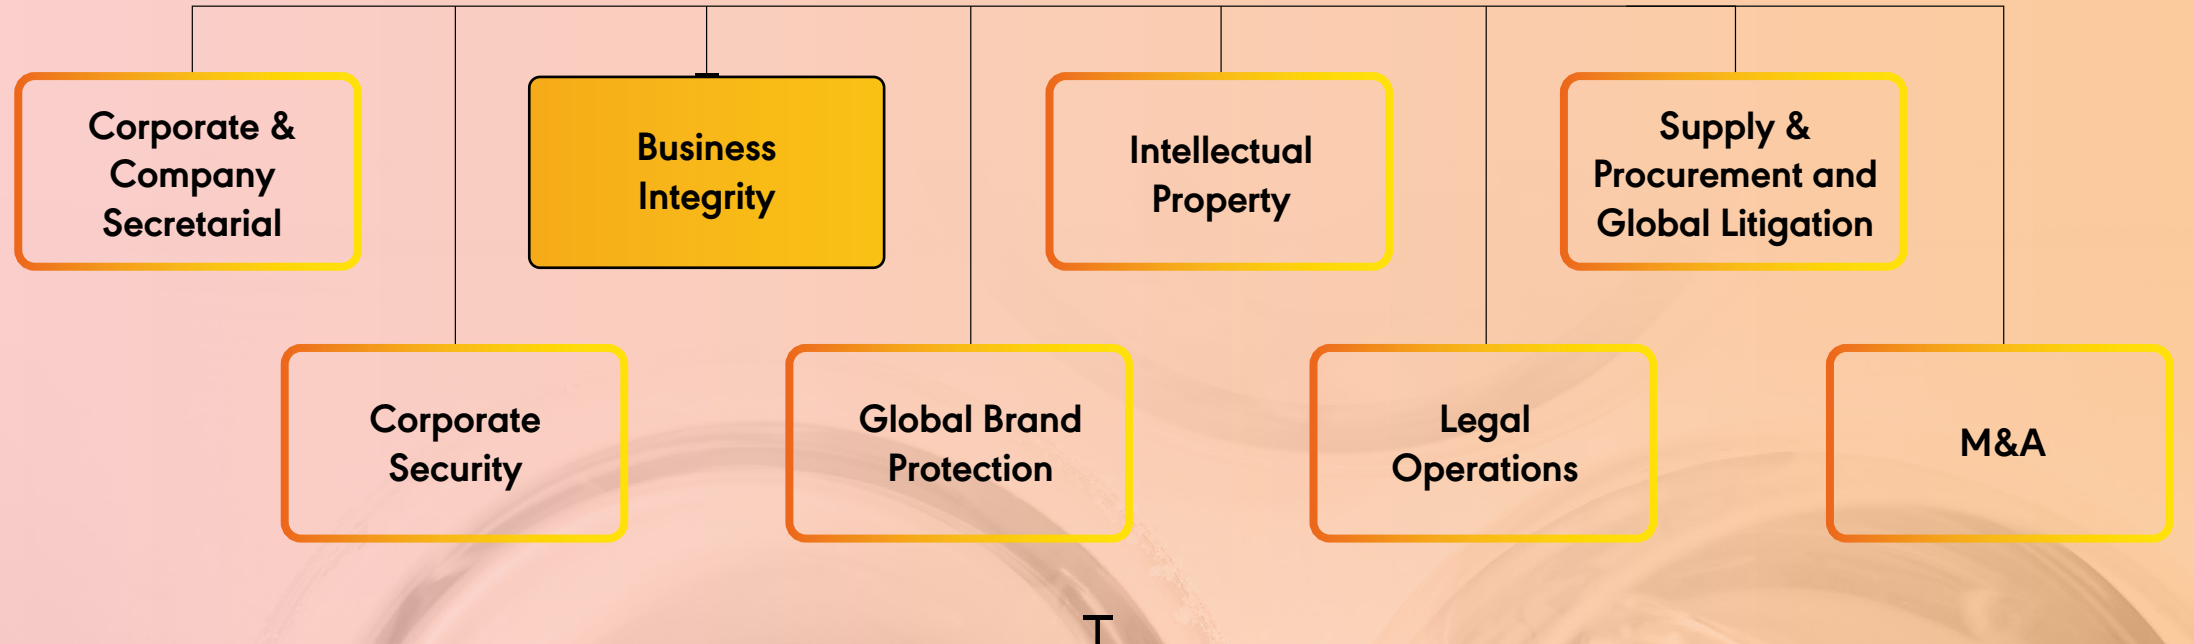 Corporate &
Company
Secretarial
Business
Integrity
Intellectual
Property
Supply &
Procurement and
Global Litigation
Corporate
Security
Global Brand
Protection
Legal
Operations
M&A